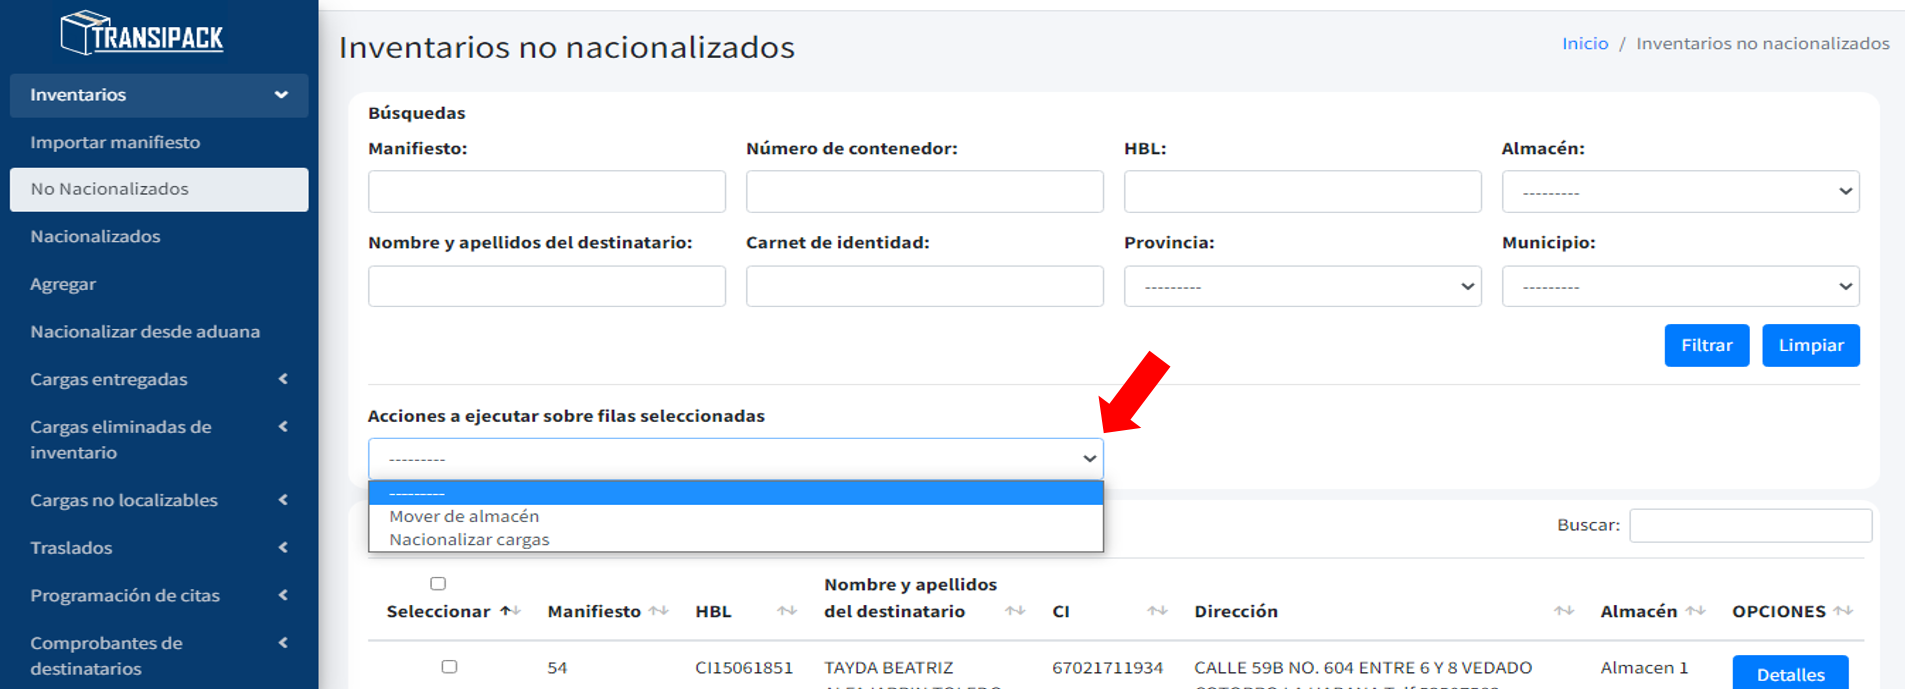 TRANSIPACK
Inventarios
Importar manifiesto
No Nacionalizados
Nacionalizados
Agregar
Nacionalizar desde aduana
Cargas entregadas
Cargas eliminadas de
inventario
Cargas no localizables
Traslados
Programación de citas
Comprobantes de
destinatarios
Inventarios no nacionalizados
Inicio / Inventarios no nacionalizados
Búsquedas
Manifiesto: Número de contenedor: HBL: Almacén:
---------
Nombre y apellidos del destinatario: Carnet de identidad: Provincia: Municipio:
--------- ---------
Filtrar Limpiar
Acciones a ejecutar sobre filas seleccionadas
---------
---------
Mover de almacén
Nacionalizar cargas
Buscar:
Nombre y apellidos
Seleccionar Manifiesto HBL del destinatario CI Dirección Almacén OPCIONES
54 CI15061851 TAYDA BEATRIZ 67021711934 CALLE 59B NO. 604 ENTRE 6 Y 8 VEDADO Almacen 1 Detalles